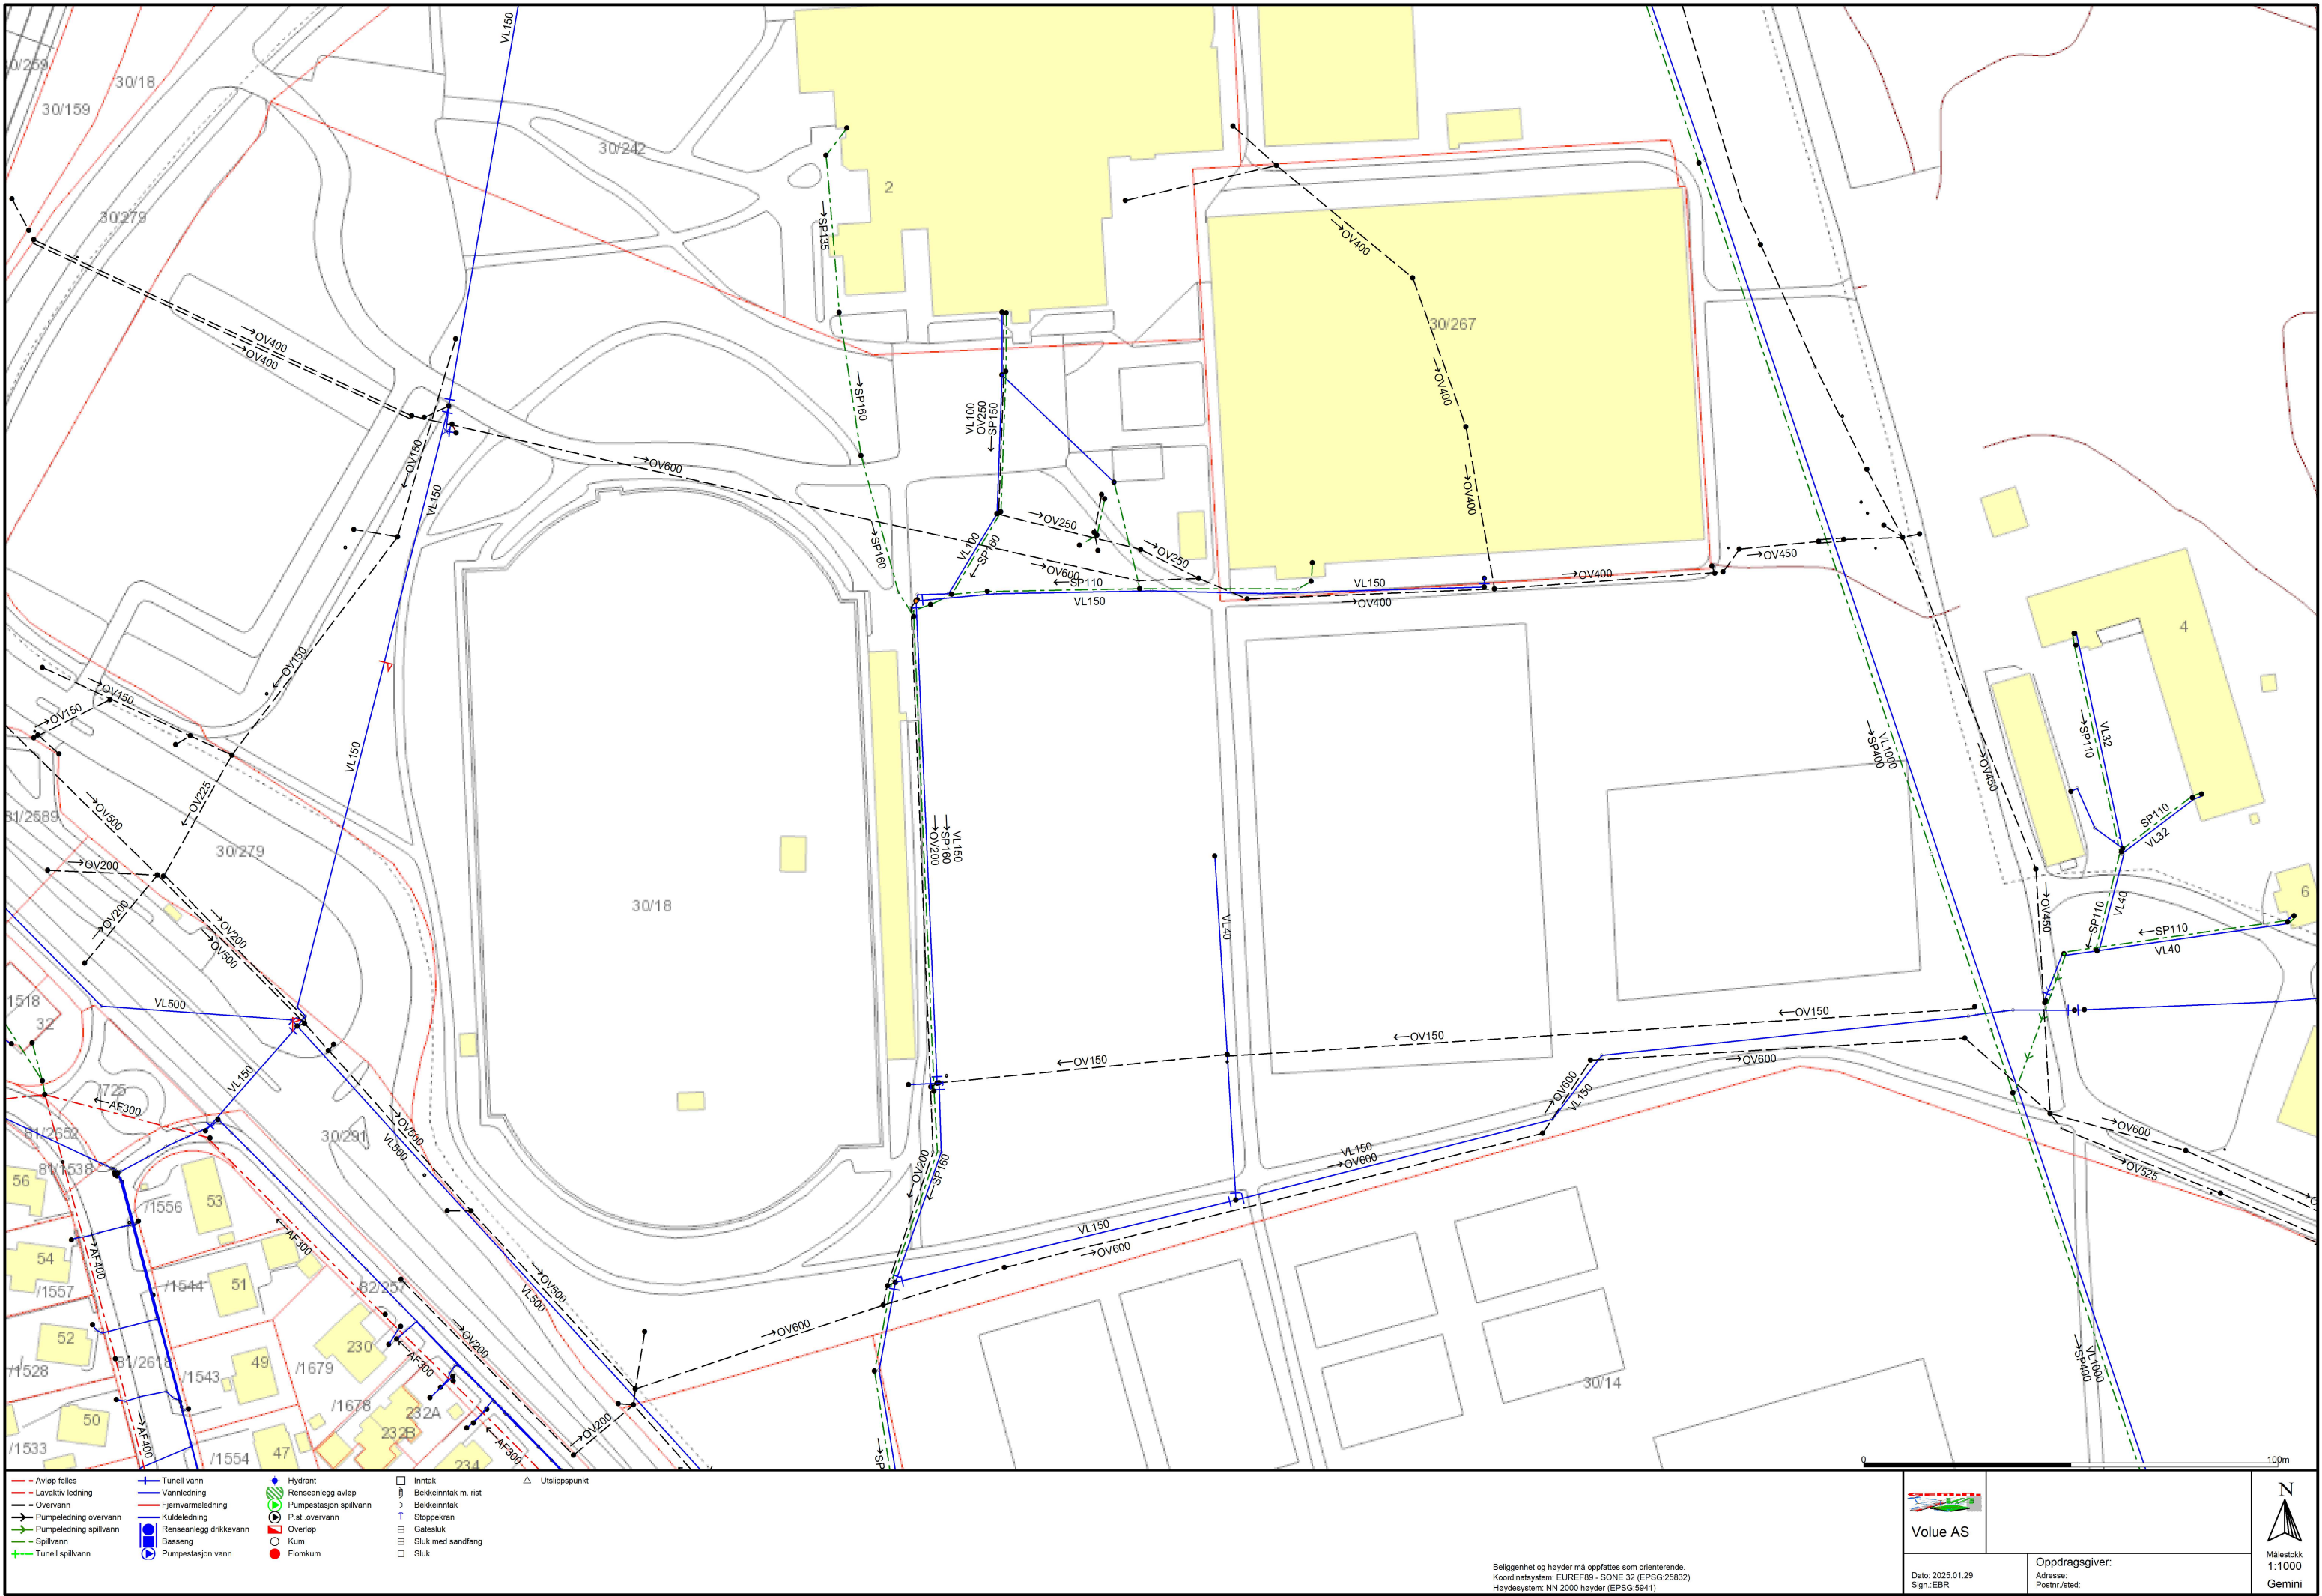 VL150
30/259
30/18
30/159
30/242
30/279
2
→SP135
→OV400
→OV400
→OV400
30/267
→OV400
→SP160
VL100
OV250
→SP150
→OV150
VL150
→OV600
→OV400
→OV250
→SP160
VL100
→SP160
→OV250
→OV600
←SP110
VL150
VL150
→OV400
→OV400
→OV450
4
→OV150
→OV150
→OV150
VL150
VL1000
→SP400
→SP110
VL32
→OV450
→OV225
→OV500
81/2589
30/279
→OV200
VL150
→SP160
→OV200
SP110
VL32
30/18
→OV200
→OV200
→OV500
VL40
→OV450
→SP110
VL40
←SP110
VL40
6
VL500
1518
32
←OV150
←OV150
←OV150
→OV600
VL150
/725
←AF300
→OV500
VL500
30/291
→OV600
VL150
→OV600
81/2652
81/1538
56
53
/1556
→OV200
→SP160
VL150
→OV600
→OV525
54
→AF400
←AF300
VL150
→OV600
/1557
/1544
51
82/257
→OV500
VL500
→OV600
52
81/2618
/1528
/1543
49
230
/1679
→OV200
←AF300
VL1000
→SP400
30/14
50
/1678
232A
232B
→OV200
/1533
→AF400
/1554
47
234
←AF300
→SP
0
100m
Avløp felles
Lavaktiv ledning
Overvann
Pumpeledning overvann
Pumpeledning spillvann
Spillvann
Tunell spillvann
Tunell vann
Vannledning
Fjernvarmeledning
Kuldeledning
Renseanlegg drikkevann
Basseng
Pumpestasjon vann
Hydrant
Renseanlegg avløp
Pumpestasjon spillvann
P.st .overvann
Overløp
Kum
Flomkum
Inntak
Bekkeinntak m. rist
Bekkeinntak
Stoppekran
Gatesluk
Sluk med sandfang
Sluk
Utslippspunkt
Beliggenhet og høyder må oppfattes som orienterende.
Koordinatsystem: EUREF89 - SONE 32 (EPSG:25832)
Høydesystem: NN 2000 høyder (EPSG:5941)
Volue AS
Dato: 2025.01.29
Sign.:EBR
Oppdragsgiver:
Adresse:
Postnr./sted:
N
Målestokk
1:1000
Gemini